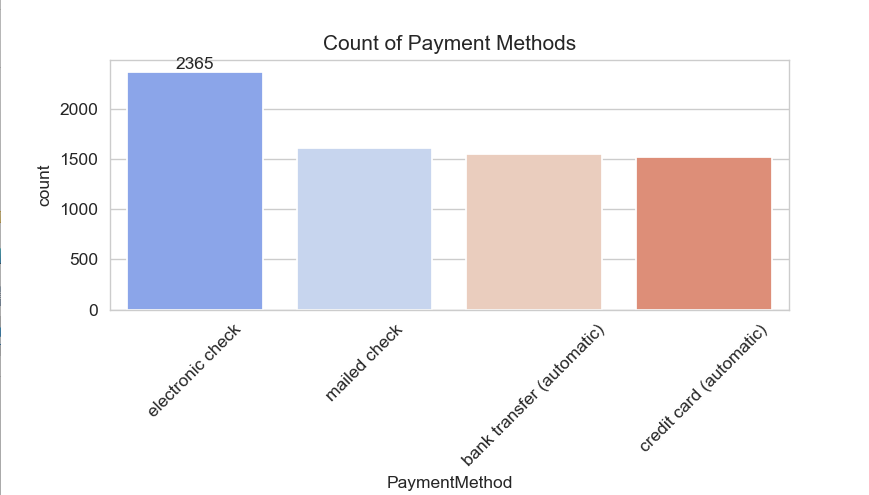 Count of Payment Methods
2365
2000
1500
1000
500
0
count
electronic check
mailed check
bank transfer (automatic)
credit card (automatic)
PaymentMethod